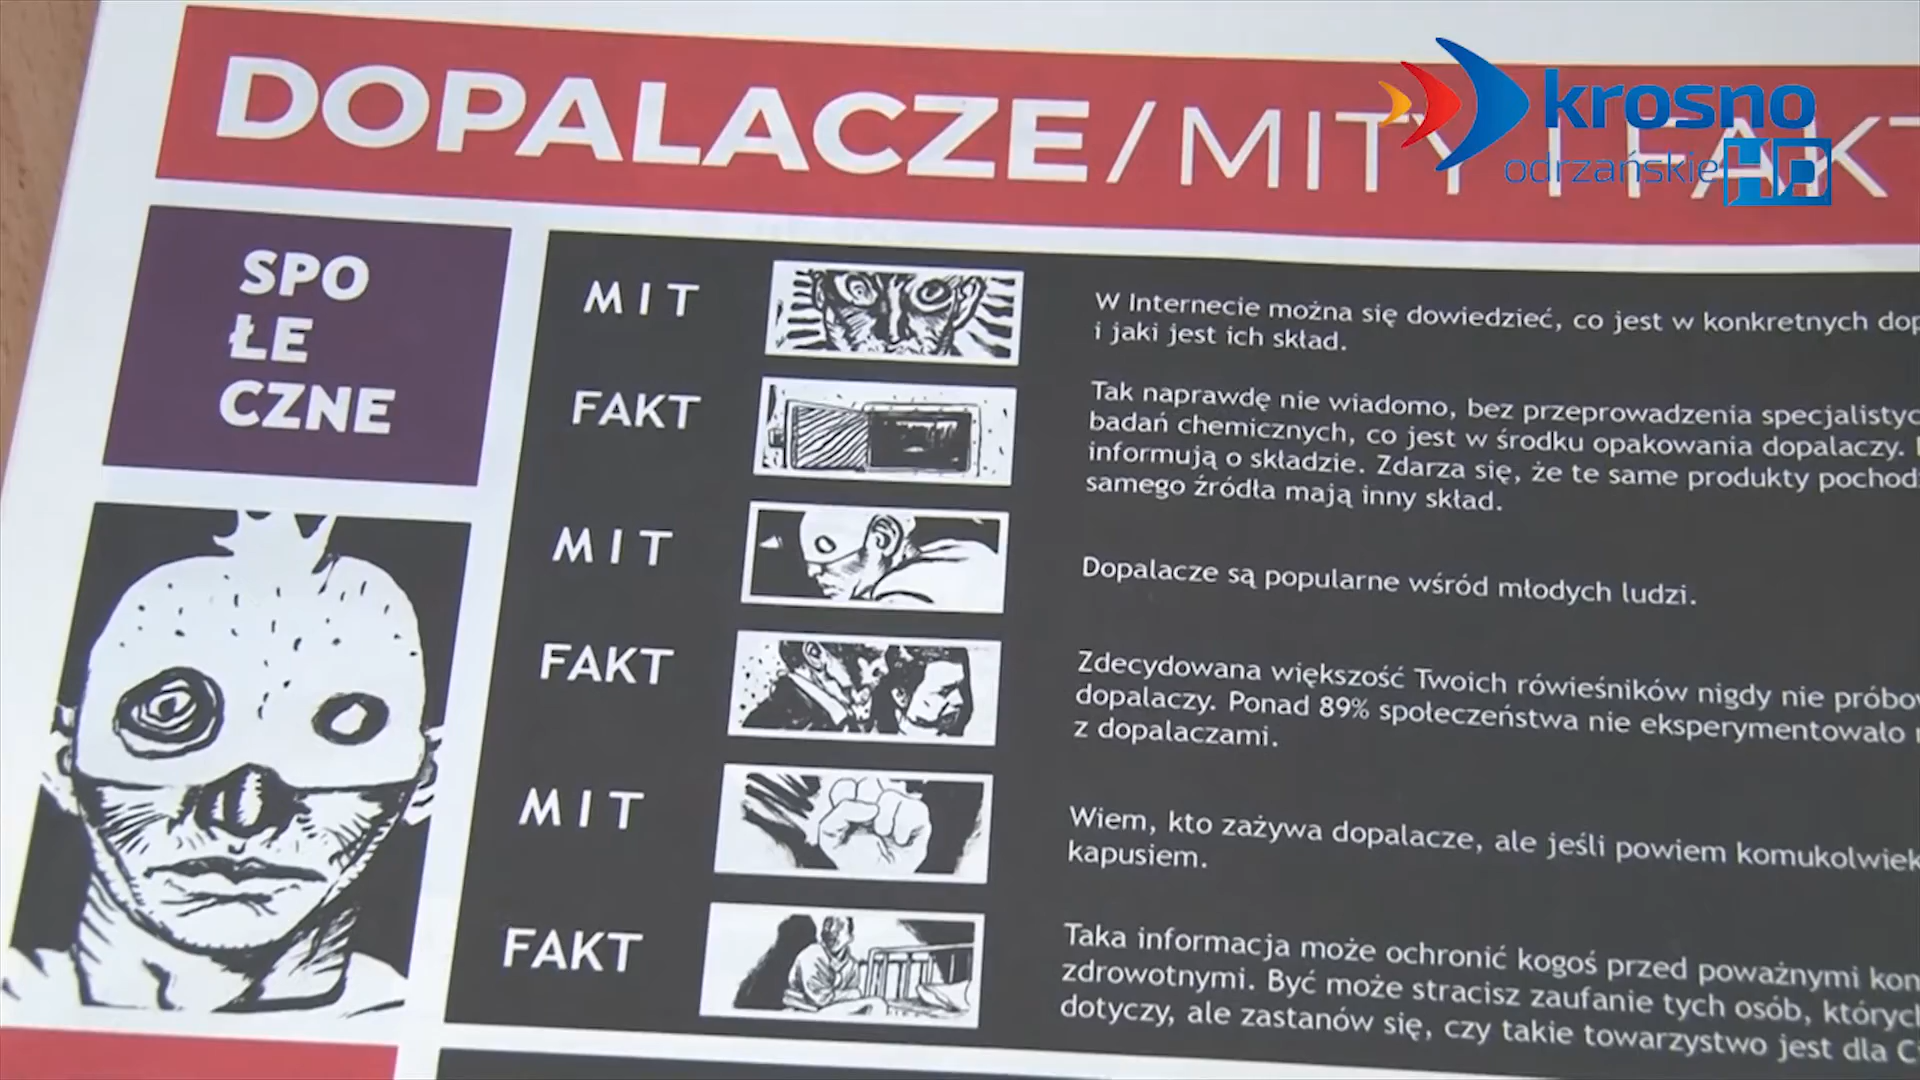 DOPALACZE / MITY I FAKT
krosno
odrzańskie HD
SPO
ŁE
CZNE
MIT
W Internecie można się dowiedzieć, co jest w konkretnych
i jaki jest ich skład.
FAKT
Tak naprawdę nie wiadomo, bez przeprowadzenia
badań chemicznych, co jest w środku opakowania dopalaczy.
informują o składzie. Zdarza się, że te same produkty
samego źródła mają inny skład.
MIT
Dopalacze są popularne wśród młodych ludzi.
FAKT
Zdecydowana większość Twoich rówieśników nigdy nie
dopalaczy. Ponad 89% społeczeństwa nie eksperymentowało
z dopalaczami.
MIT
Wiem, kto zażywa dopalacze, ale jeśli powiem komukolwiek
kapusiem.
FAKT
Taka informacja może ochronić kogoś przed poważnymi
zdrowotnymi. Być może stracisz zaufanie tych osób, których
dotyczy, ale zastanów się, czy takie towarzystwo jest dla